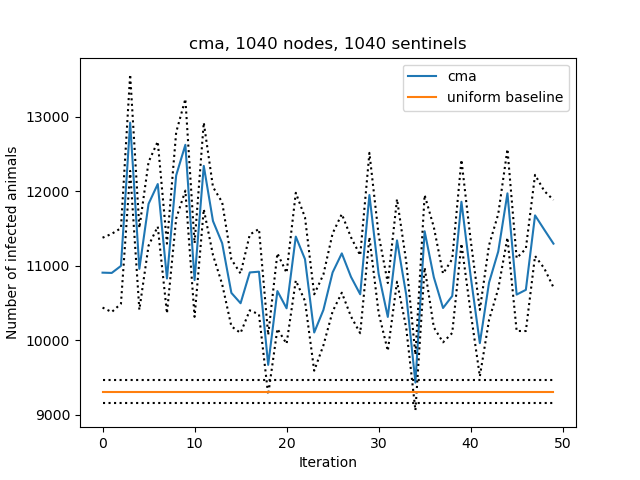 cma, 1040 nodes, 1040 sentinels
cma
uniform baseline
Number of infected animals
13000
12000
11000
10000
9000
0 10 20 30 40 50
Iteration